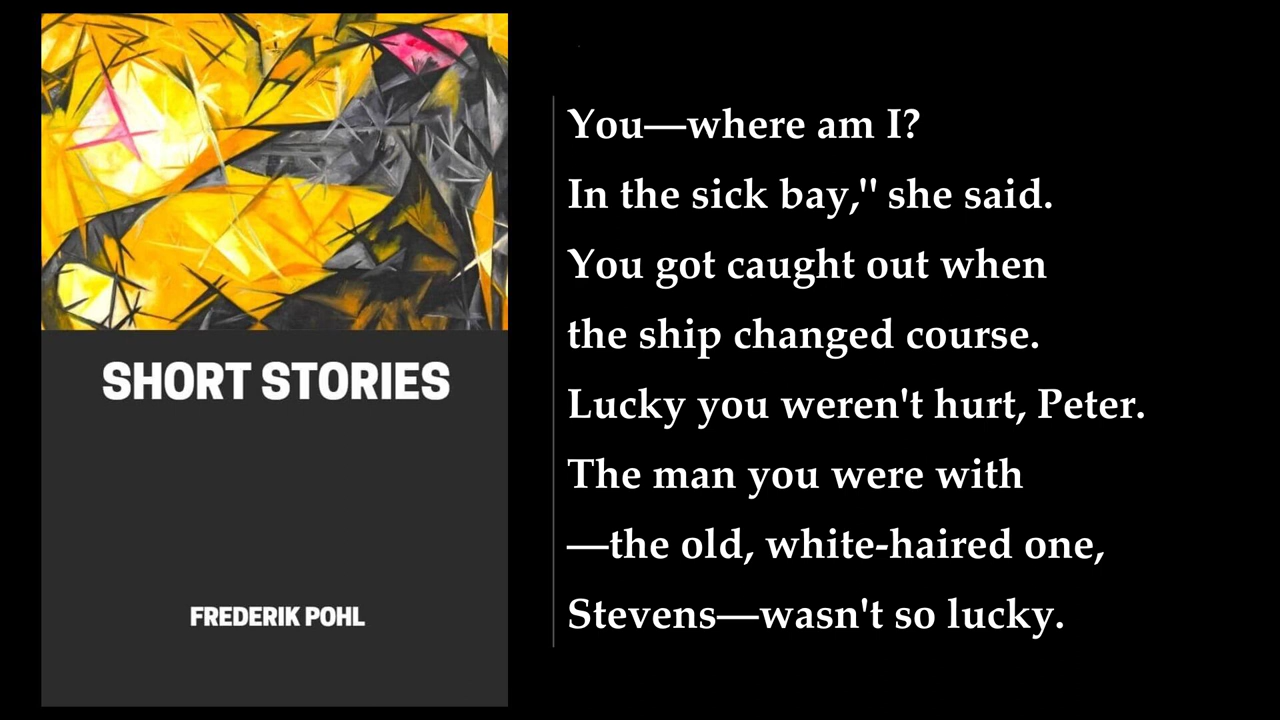 SHORT STORIES
FREDERIK POHL
You—where am I?
In the sick bay," she said.
You got caught out when
the ship changed course.
Lucky you weren't hurt, Peter.
The man you were with
—the old, white-haired one,
Stevens—wasn't so lucky.